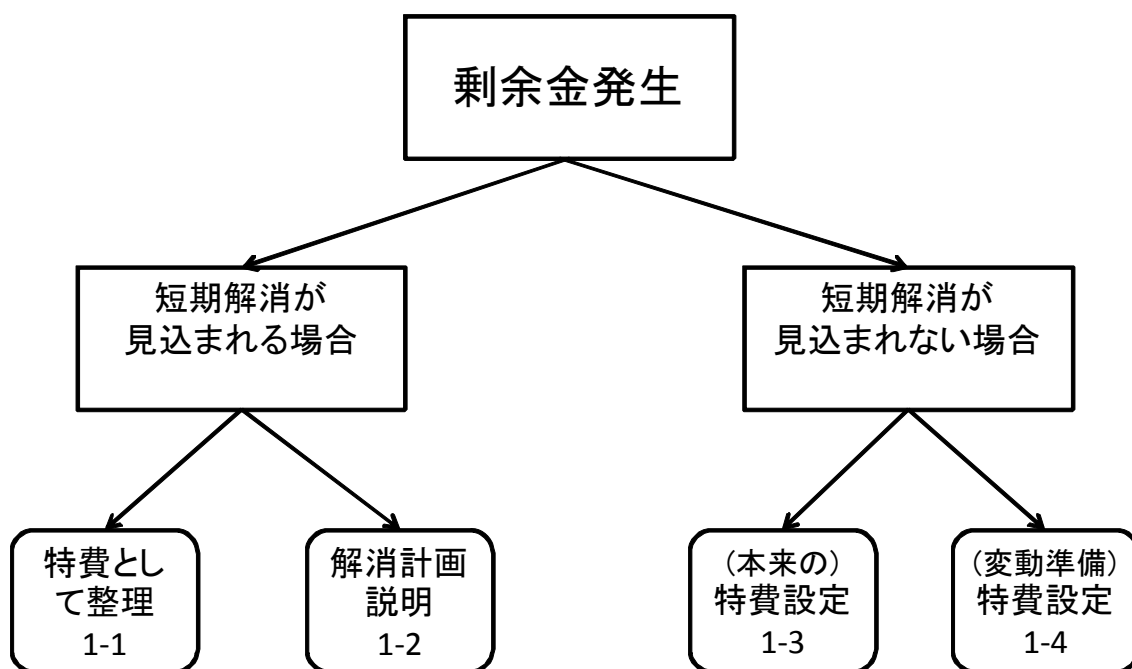 剰余金発生
短期解消が
見込まれる場合
短期解消が
見込まれない場合
特費とし
て整理
1-1
解消計画
説明
1-2
(本来の)
特費設定
1-3
(変動準備)
特費設定
1-4